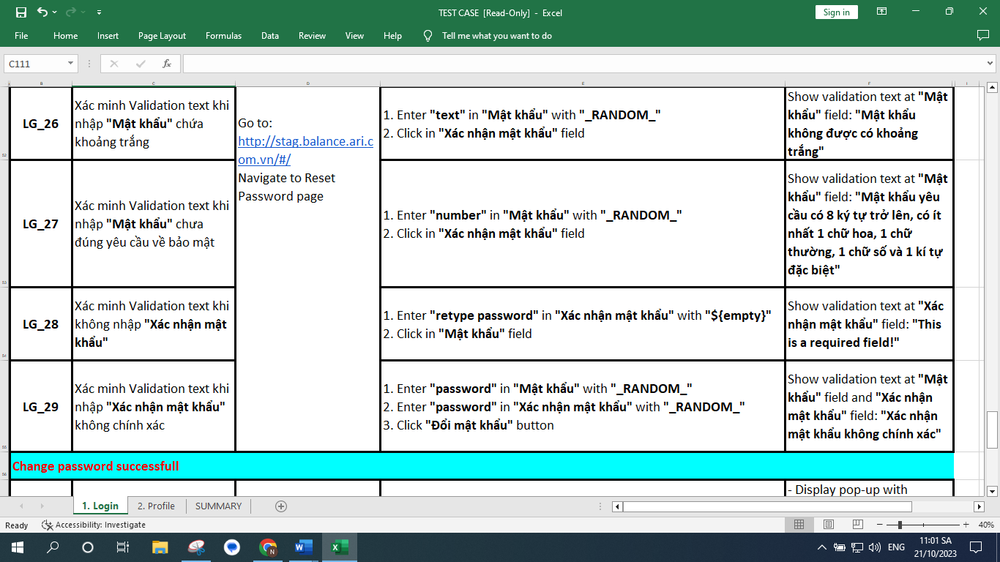 TEST CASE [Read-Only] - Excel
Sign in
File Home Insert Page Layout Formulas Data Review View Help Tell me what you want to do
C111
fx
B C D E F I
LG_26
Xác minh Validation text khi
nhập "Mật khẩu" chứa
khoảng trắng
Go to:
http://stag.balance.ari.c
om.vn/#/
Navigate to Reset
Password page
1. Enter "text" in "Mật khẩu" with "_RANDOM_"
2. Click in "Xác nhận mật khẩu" field
Show validation text at "Mật
khẩu" field: "Mật khẩu
không được có khoảng
trắng"
52
LG_27
Xác minh Validation text khi
nhập "Mật khẩu" chưa
đúng yêu cầu về bảo mật
1. Enter "number" in "Mật khẩu" with "_RANDOM_"
2. Click in "Xác nhận mật khẩu" field
Show validation text at "Mật
khẩu" field: "Mật khẩu yêu
cầu có 8 ký tự trở lên, có ít
nhất 1 chữ hoa, 1 chữ
thường, 1 chữ số và 1 kí tự
đặc biệt"
53
LG_28
Xác minh Validation text khi
không nhập "Xác nhận mật
khẩu"
1. Enter "retype password" in "Xác nhận mật khẩu" with "${empty}"
2. Click in "Mật khẩu" field
Show validation text at "Xác
nhận mật khẩu" field: "This
is a required field!"
54
LG_29
Xác minh Validation text khi
nhập "Xác nhận mật khẩu"
không chính xác
1. Enter "password" in "Mật khẩu" with "_RANDOM_"
2. Enter "password" in "Xác nhận mật khẩu" with "_RANDOM_"
3. Click "Đổi mật khẩu" button
Show validation text at "Mật
khẩu" field and "Xác nhận
mật khẩu" field: "Xác nhận
mật khẩu không chính xác"
55
Change password successfull
56
- Display pop-up with
1. Login 2. Profile SUMMARY
Ready Accessibility: Investigate 40%
N
ENG
11:01 SA
21/10/2023